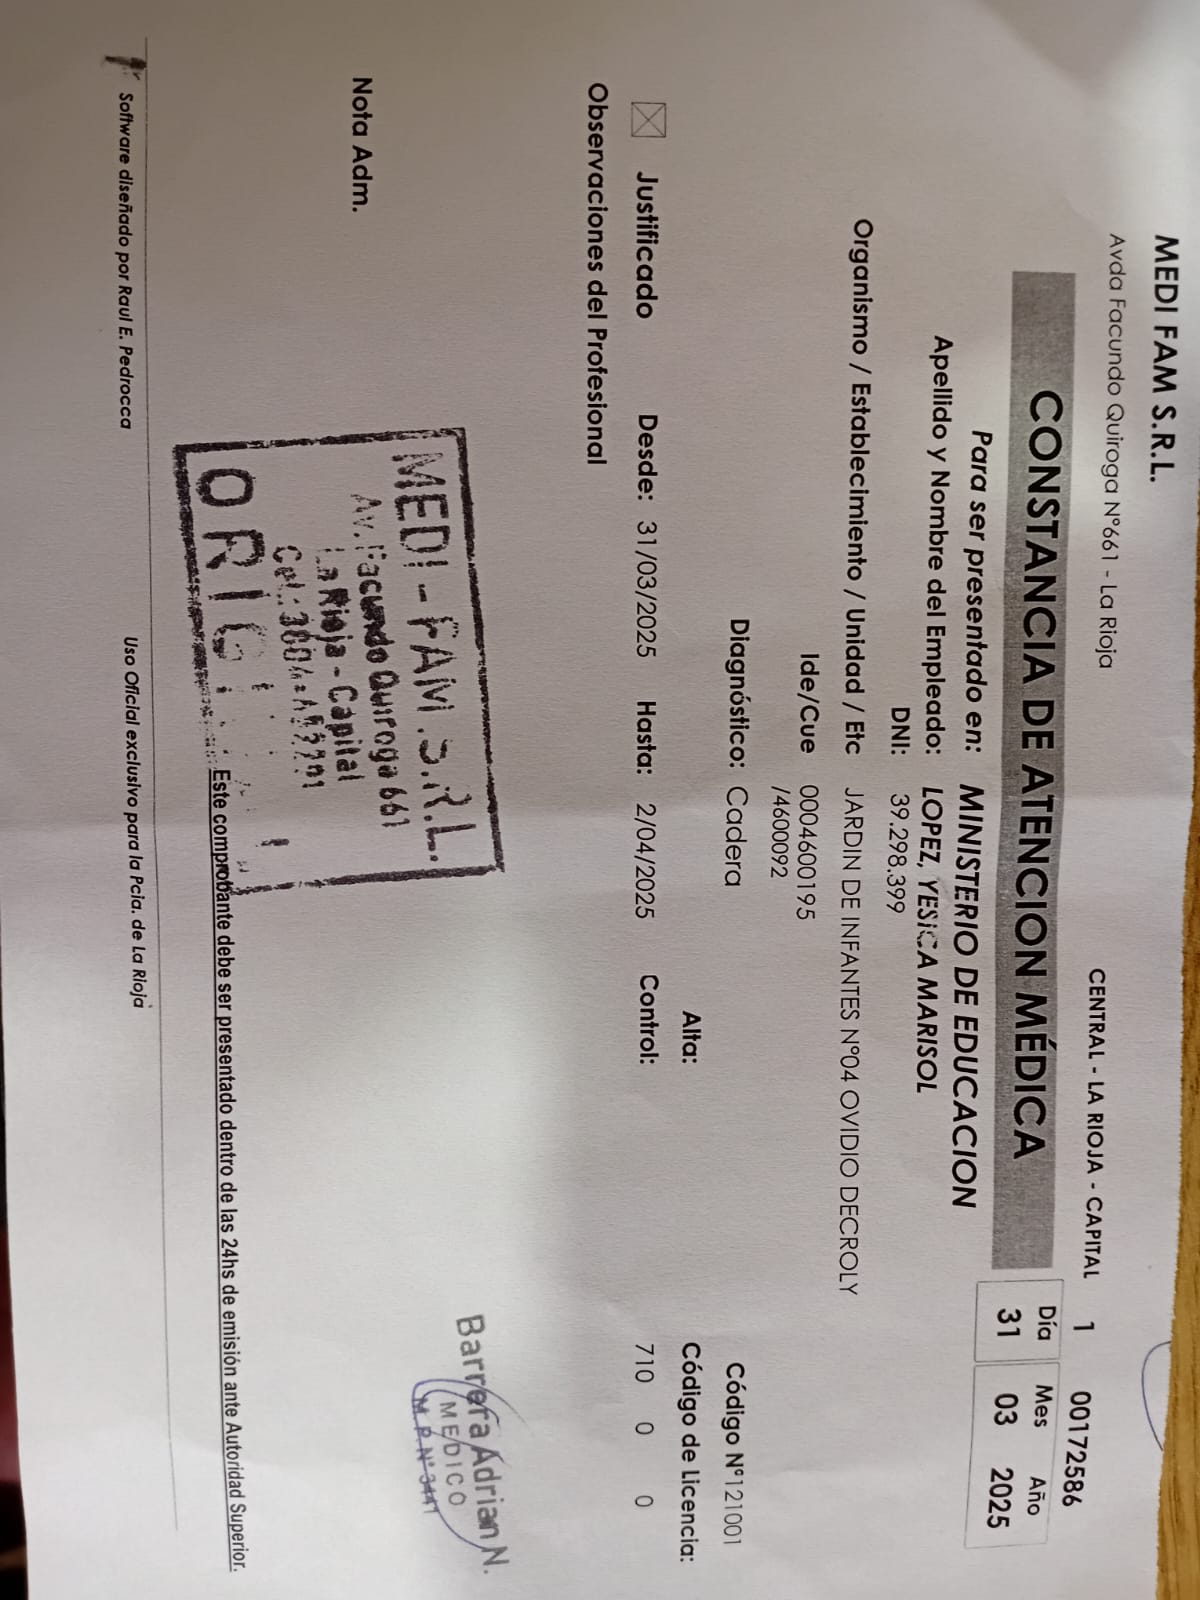 MEDI FAM S.R.L.
Avda Facundo Quiroga N°661 - La Rioja
CENTRAL - LA RIOJA - CAPITAL 1 00172586
CONSTANCIA DE ATENCION MÉDICA
Día Mes Año
31 03 2025
Para ser presentado en: MINISTERIO DE EDUCACION
Apellido y Nombre del Empleado: LOPEZ, YESICA MARISOL
DNI: 39.298.399
Organismo / Establecimiento / Unidad / Etc JARDIN DE INFANTES N°04 OVIDIO DECROLY
Ide/Cue 0004600195
/4600092
Diagnóstico: Cadera
Código N°121001
Alta:
Código de Licencia:
Justificado Desde: 31/03/2025 Hasta: 2/04/2025 Control: 710 0 0
Observaciones del Profesional
Barrera Adrian N.
MEDICO
M.P. N° 3447
MEDI-FAM.S.R.L.
Av. Facundo Quiroga 661
La Rioja - Capital
Cel.:
Nota Adm.
Este comprobante debe ser presentado dentro de las 24hs de emisión ante Autoridad Superior.
Software diseñado por Raul E. Pedrocca
Uso Oficial exclusivo para la Pcia. de La Rioja